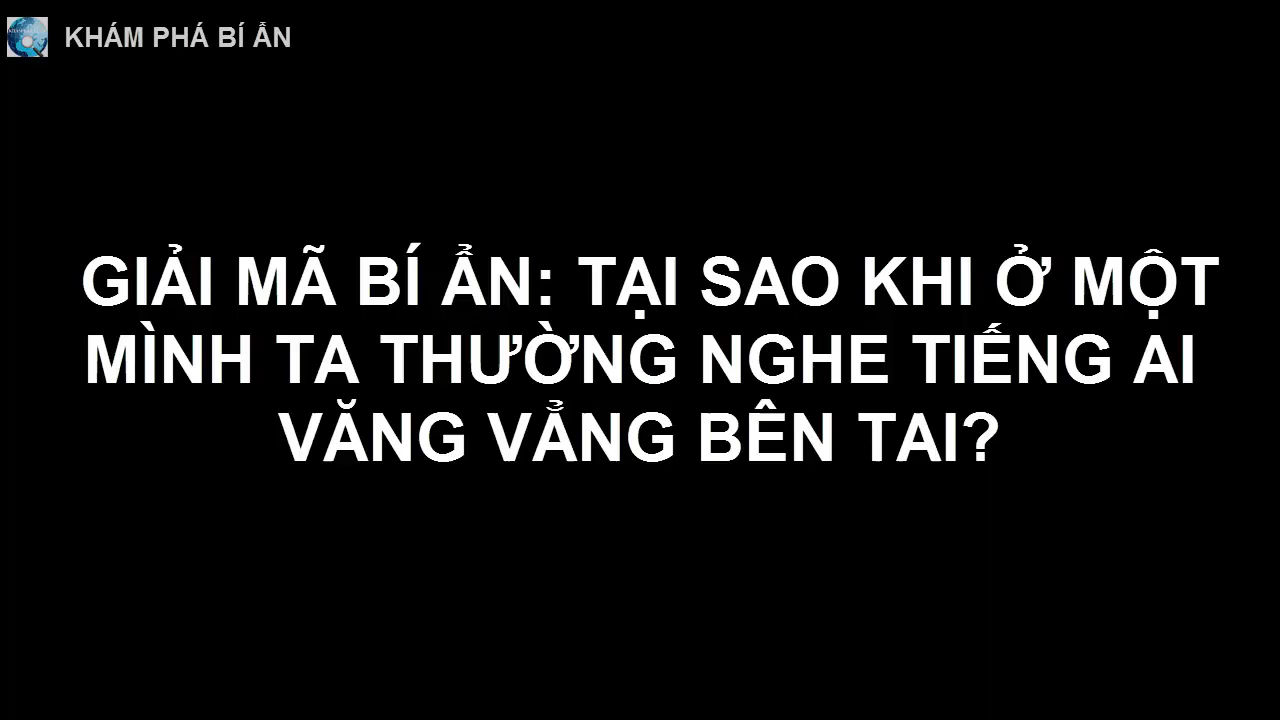 KHÁM PHÁ BÍ ẨN
GIẢI MÃ BÍ ẨN: TẠI SAO KHI Ở MỘT
MÌNH TA THƯỜNG NGHE TIẾNG AI
VĂNG VẲNG BÊN TAI?